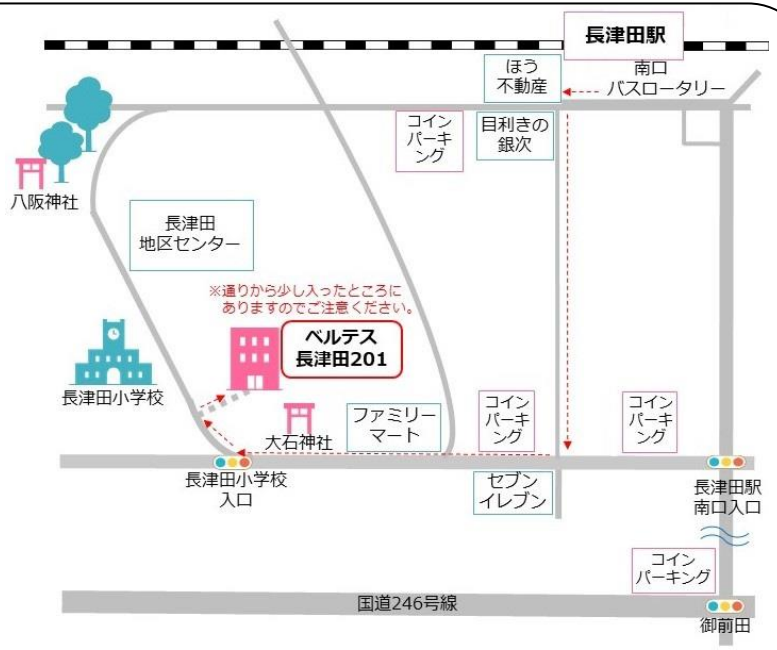 長津田駅
ほう
不動産
南口
バスロータリー
コイン
パーキ
ング
目利きの
銀次
八阪神社
長津田
地区センター
※通りから少し入ったところに
ありますのでご注意ください。
ベルテス
長津田201
長津田小学校
大石神社
ファミリー
マート
コイン
パーキ
ング
コイン
パーキ
ング
長津田小学校
入口
セブン
イレブン
長津田駅
南口入口
コイン
パーキング
国道246号線
御前田